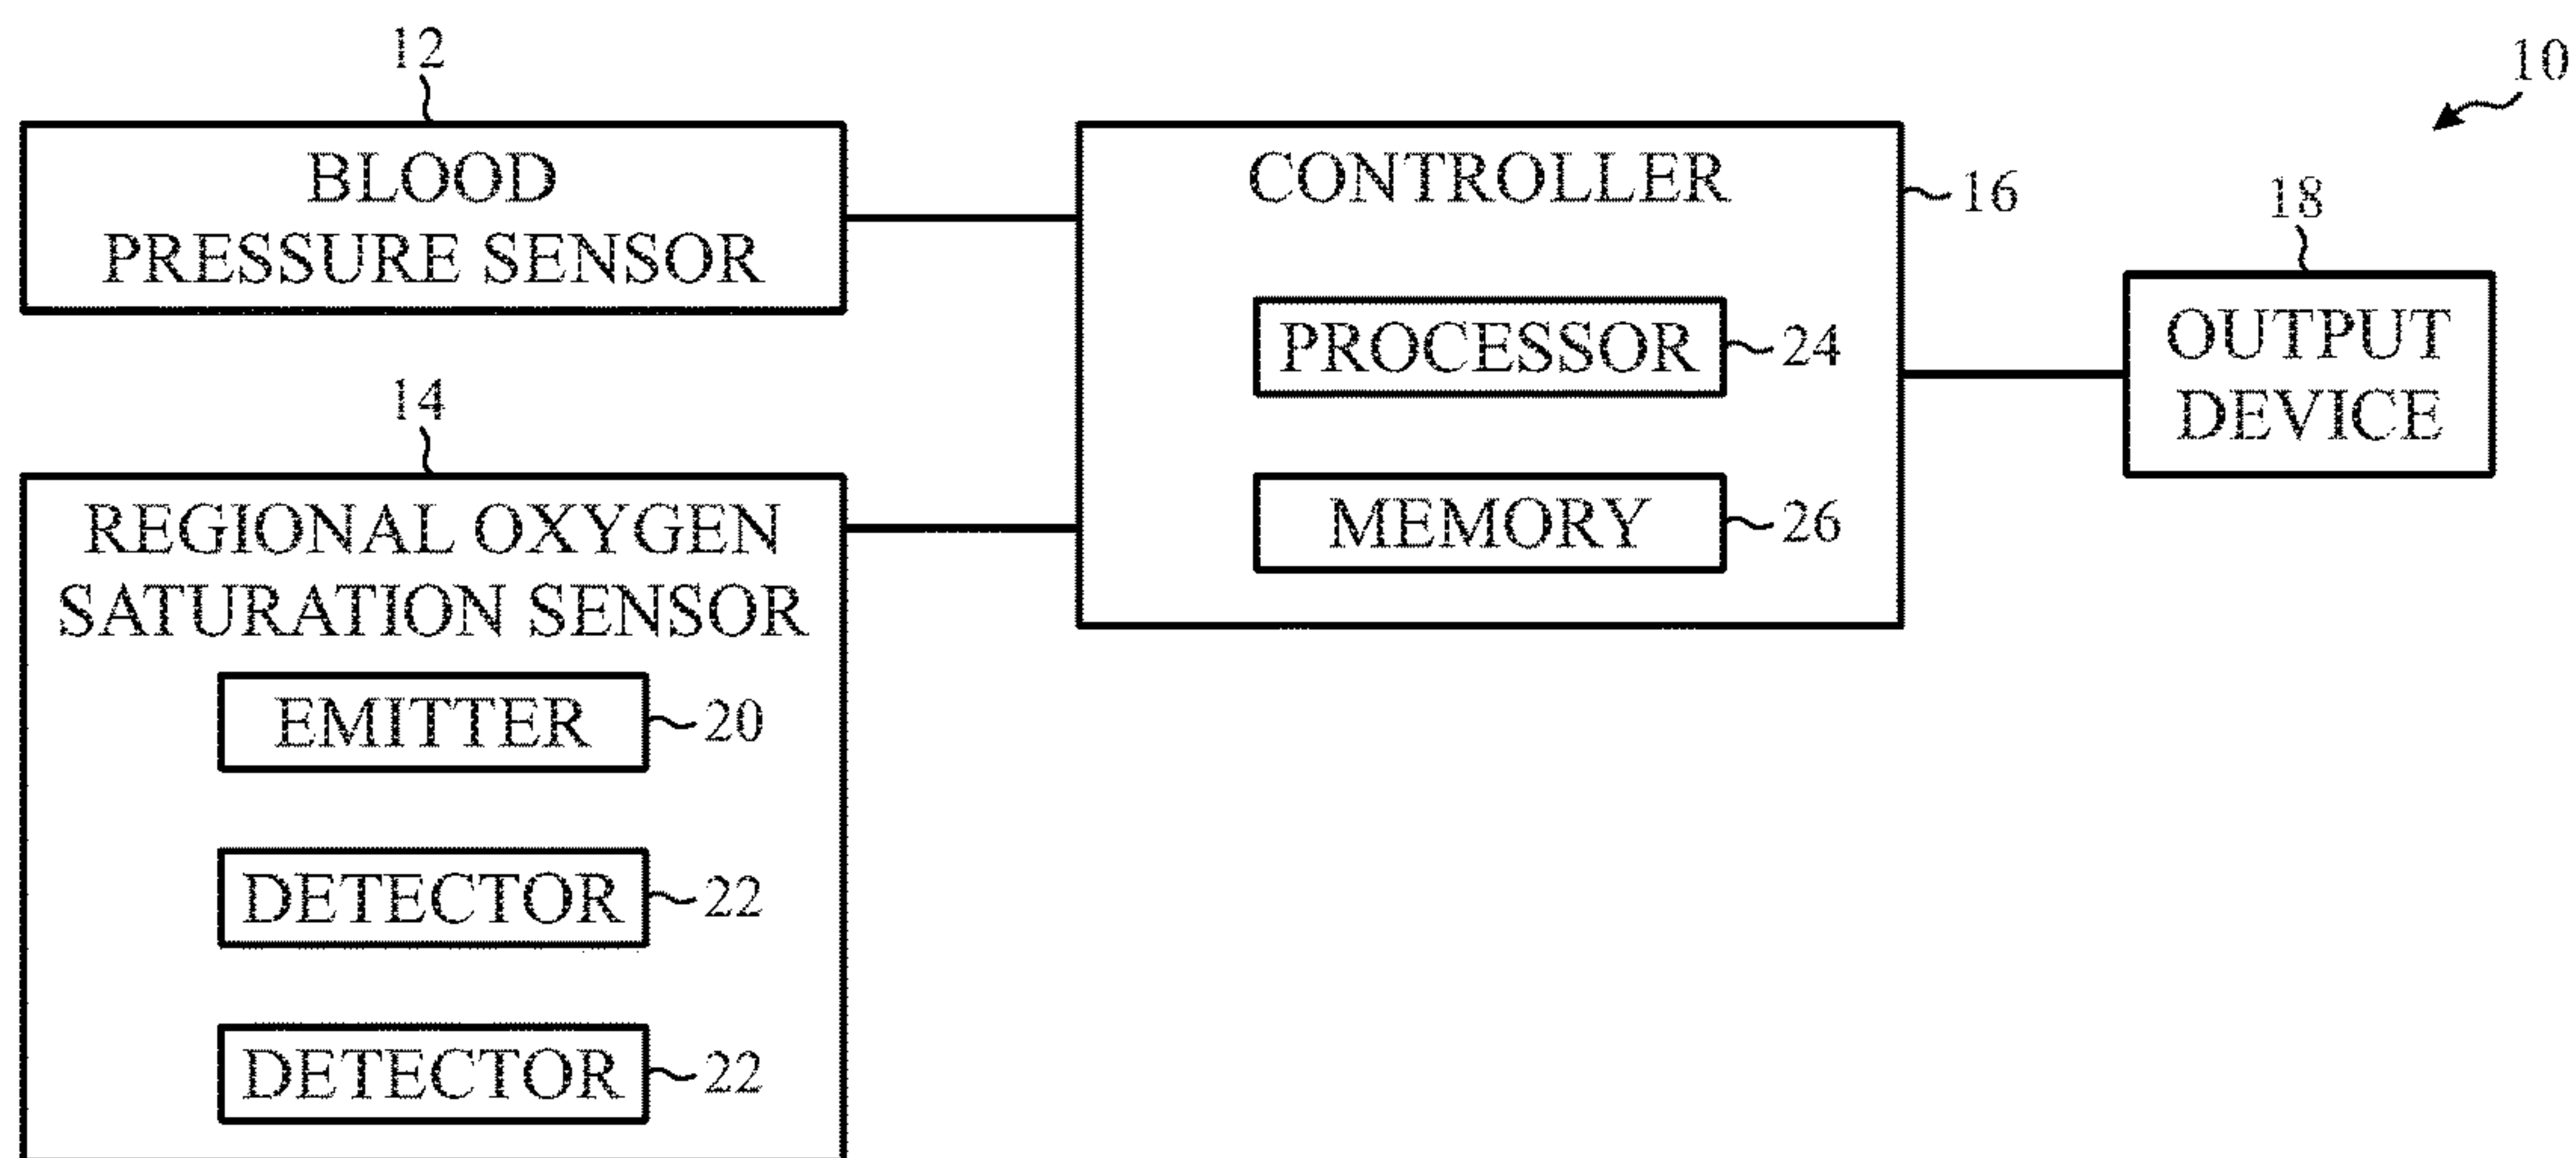 12
BLOOD
PRESSURE SENSOR
14
REGIONAL OXYGEN
SATURATION SENSOR
EMITTER
20
DETECTOR
22
DETECTOR
22
CONTROLLER
16
PROCESSOR
24
MEMORY
26
10
18
OUTPUT
DEVICE